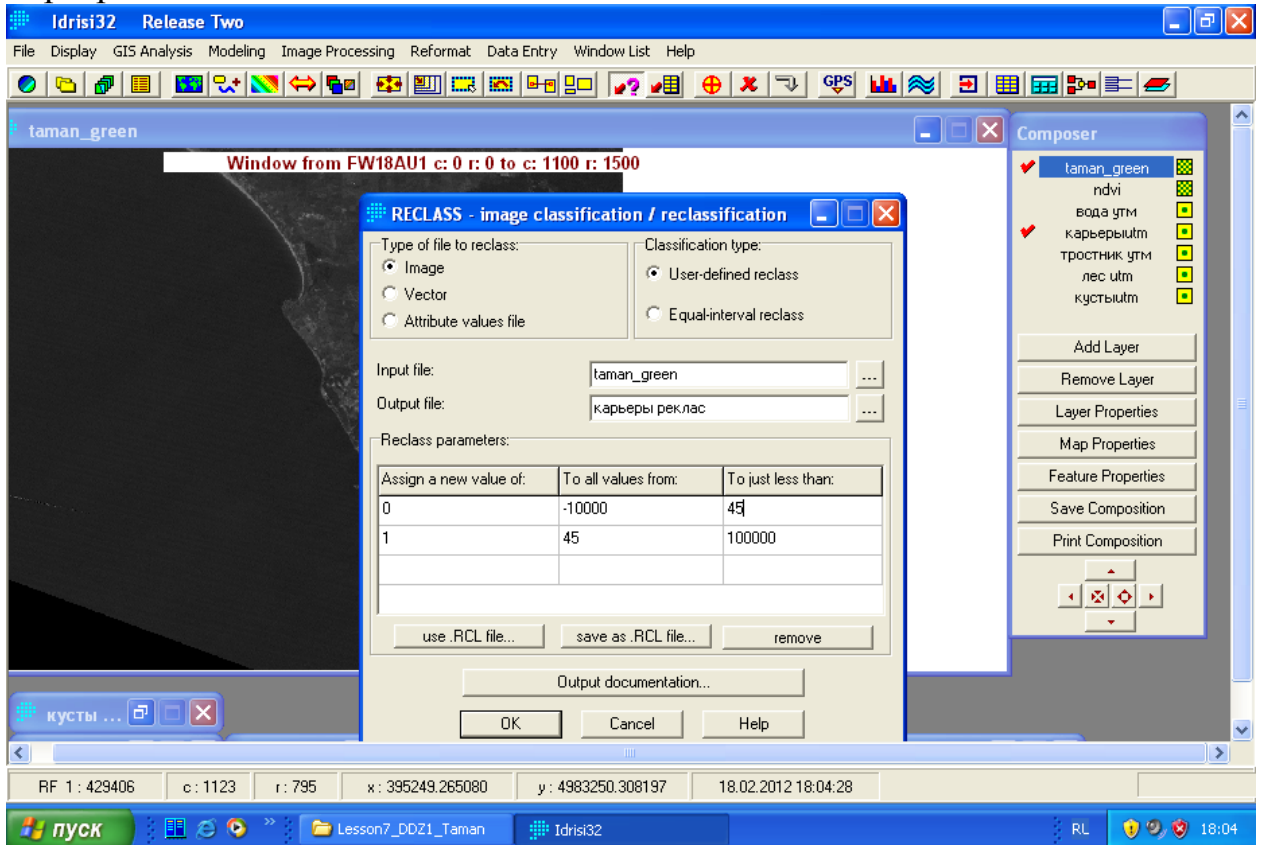 Idrisi32 Release Two
File Display GIS Analysis Modeling Image Processing Reformat Data Entry Window List Help
GPS
taman_green
Window from FW18AU1 c: 0 r: 0 to c: 1100 r: 1500
RECLASS - image classification / reclassification
Type of file to reclass:
Image
Vector
Attribute values file
Classification type:
User-defined reclass
Equal-interval reclass
Input file:
taman_green
...
Output file:
карьеры реклас
...
Reclass parameters:
Assign a new value of: To all values from: To just less than:
0 -10000 45
1 45 100000
use .RCL file... save as .RCL file... remove
Output documentation...
OK Cancel Help
Composer
taman_green
ndvi
вода утм
карьерыutm
тростник утм
лес utm
кустыutm
Add Layer
Remove Layer
Layer Properties
Map Properties
Feature Properties
Save Composition
Print Composition
кусты ...
RF 1 : 429406 c : 1123 r : 795 x : 395249.265080 y : 4983250.308197 18.02.2012 18:04:28
пуск Lesson7_DDZ1_Taman Idrisi32 RL 18:04